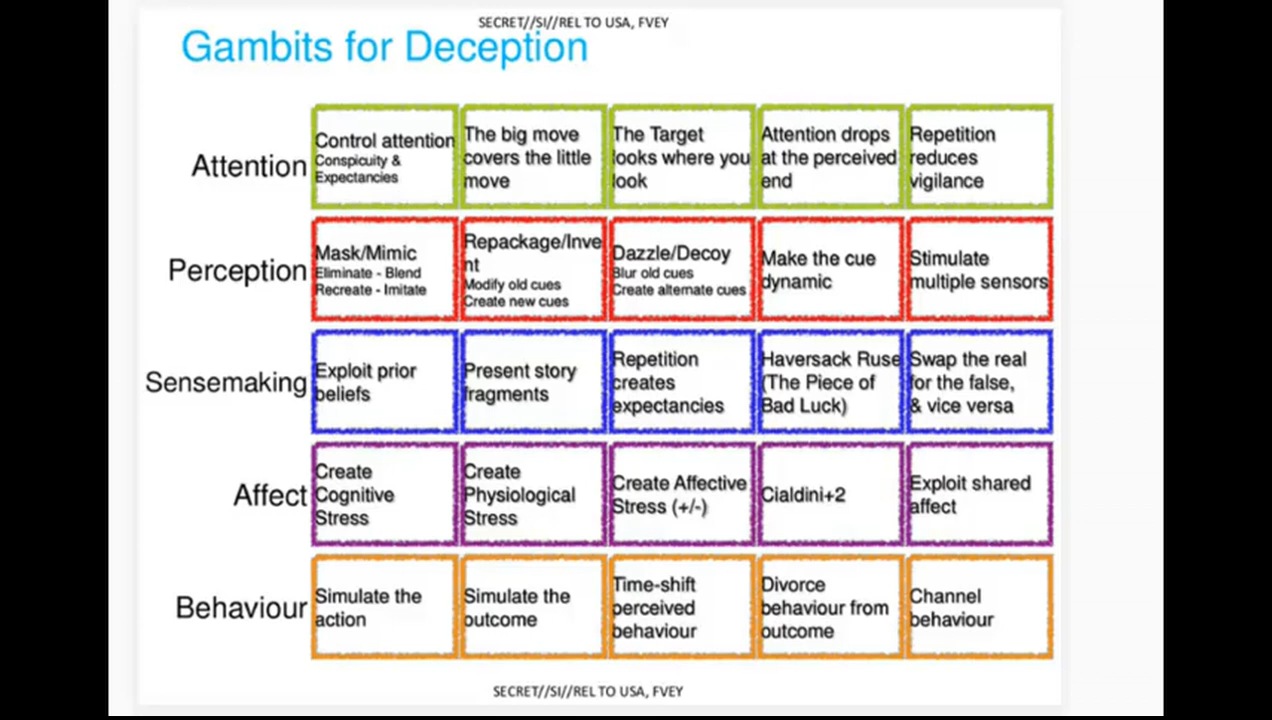 SECRET//SI//REL TO USA, FVEY
Gambits for Deception
Attention
Control attention
Conspicuity &
Expectancies
The big move
covers the little
move
The Target
looks where you
look
Attention drops
at the perceived
end
Repetition
reduces
vigilance
Perception
Mask/Mimic
Eliminate - Blend
Recreate - Imitate
Repackage/Inve
nt
Modify old cues
Create new cues
Dazzle/Decoy
Blur old cues
Create alternate cues
Make the cue
dynamic
Stimulate
multiple sensors
Sensemaking
Exploit prior
beliefs
Present story
fragments
Repetition
creates
expectancies
Haversack Ruse
(The Piece of
Bad Luck)
Swap the real
for the false,
& vice versa
Affect
Create
Cognitive
Stress
Create
Physiological
Stress
Create Affective
Stress (+/-)
Cialdini+2
Exploit shared
affect
Behaviour
Simulate the
action
Simulate the
outcome
Time-shift
perceived
behaviour
Divorce
behaviour from
outcome
Channel
behaviour
SECRET//SI//REL TO USA, FVEY